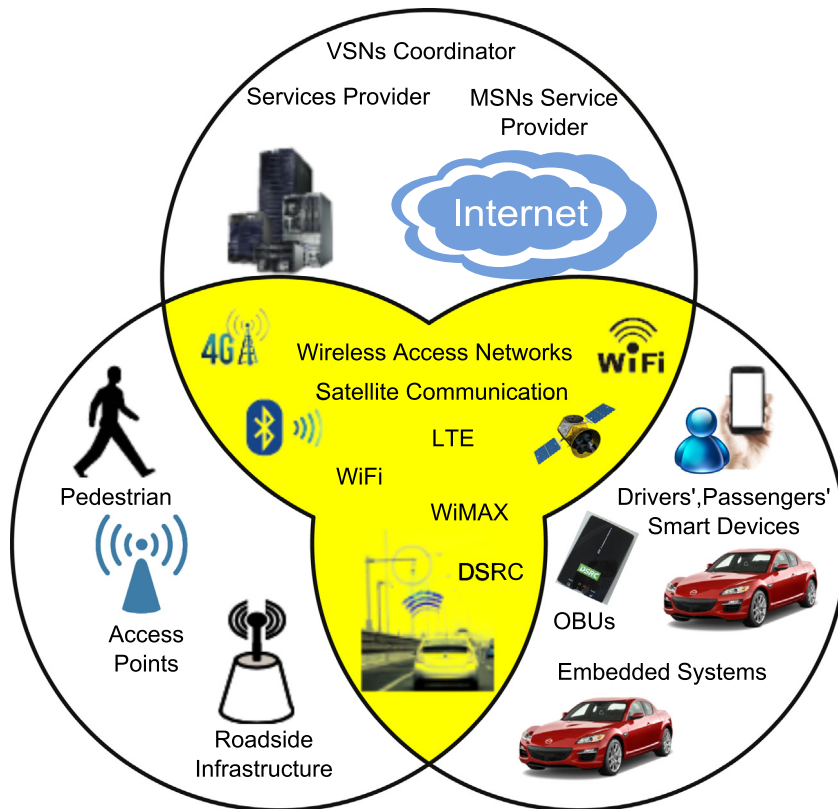 VSNs Coordinator
Services Provider
MSNs Service
Provider
Internet
4G
Wireless Access Networks
WiFi
Satellite Communication
LTE
WiFi
WiMAX
DSRC
Pedestrian
Access
Points
Roadside
Infrastructure
Drivers',Passengers'
Smart Devices
DSRC
OBUs
Embedded Systems